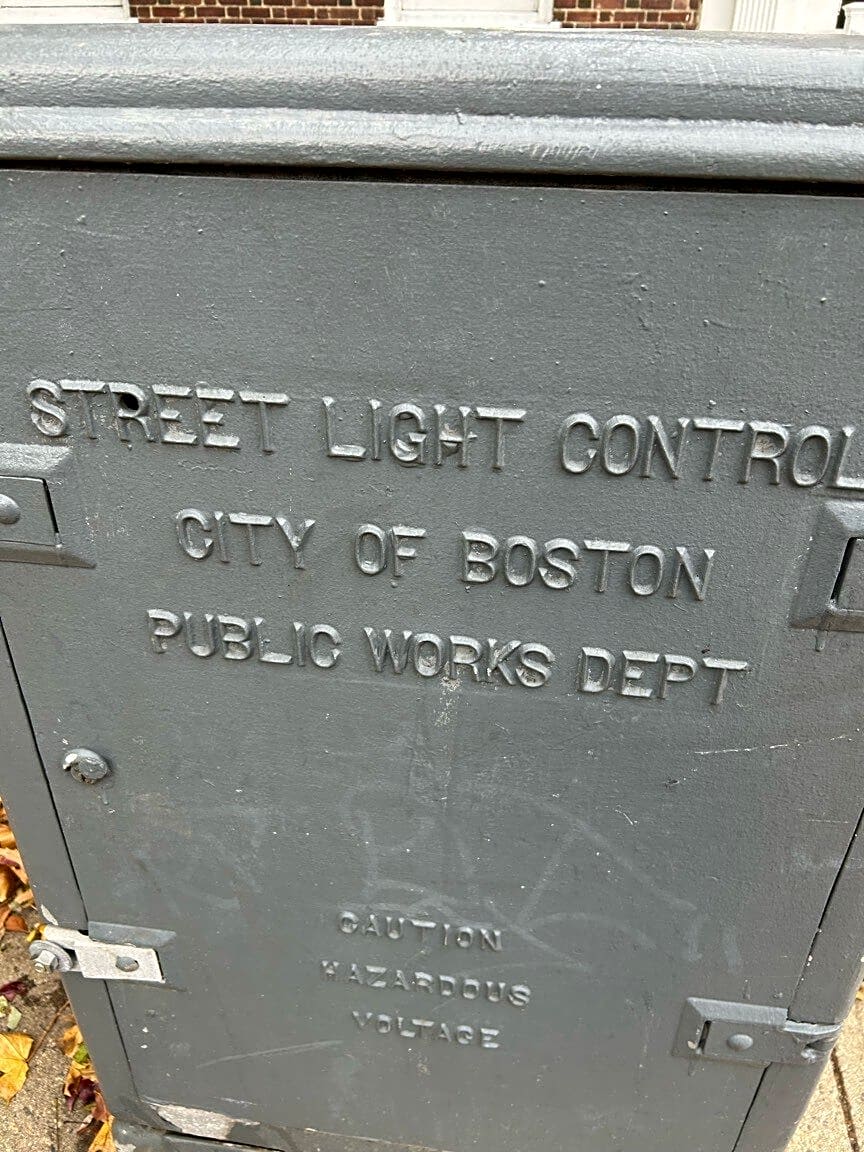 STREET LIGHT CONTROL
CITY OF BOSTON
PUBLIC WORKS DEPT
CAUTION
HAZARDOUS
VOLTAGE